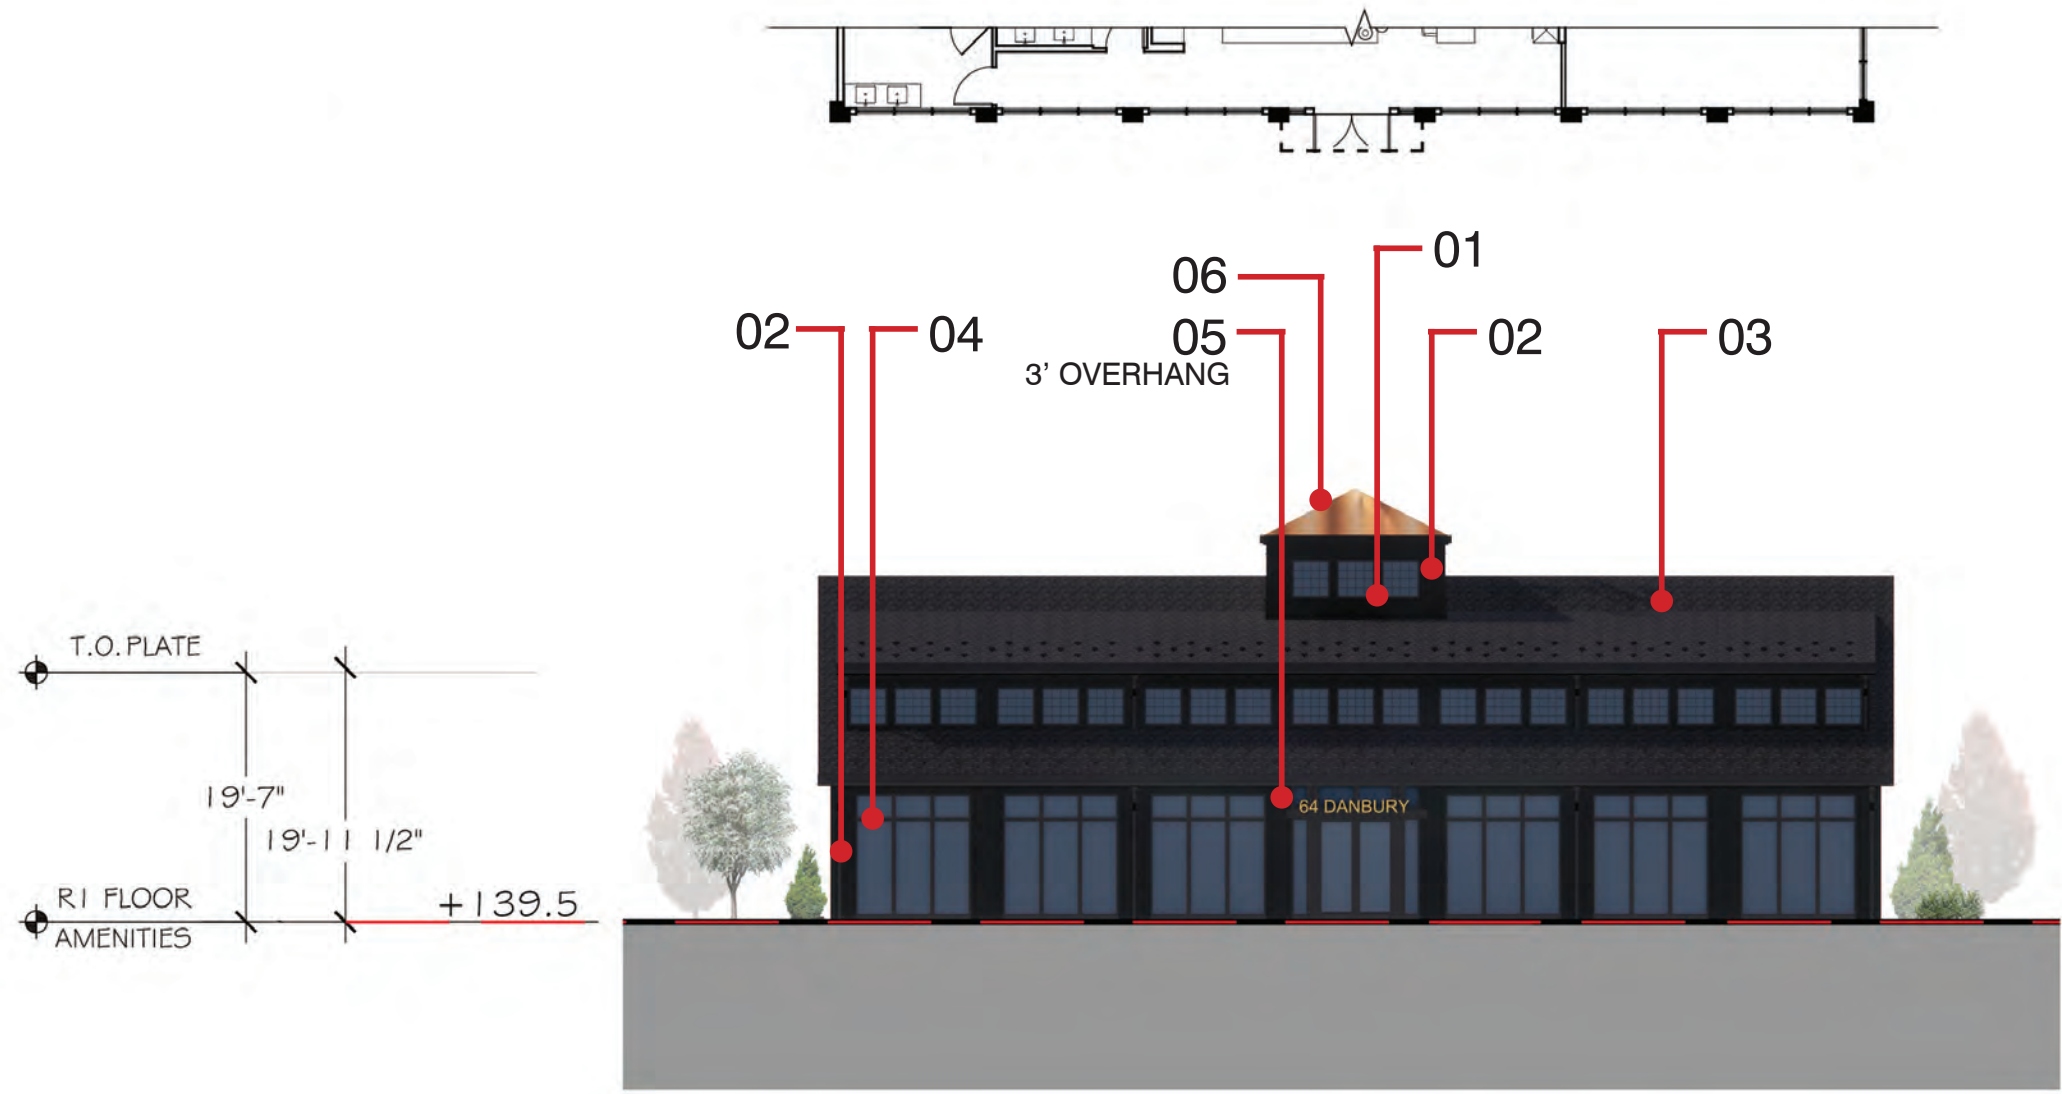 01
06
02
04
05
02
03
3’ OVERHANG
T.O. PLATE
19'-7"
19'-11 1/2"
64 DANBURY
R1 FLOOR
+139.5
AMENITIES